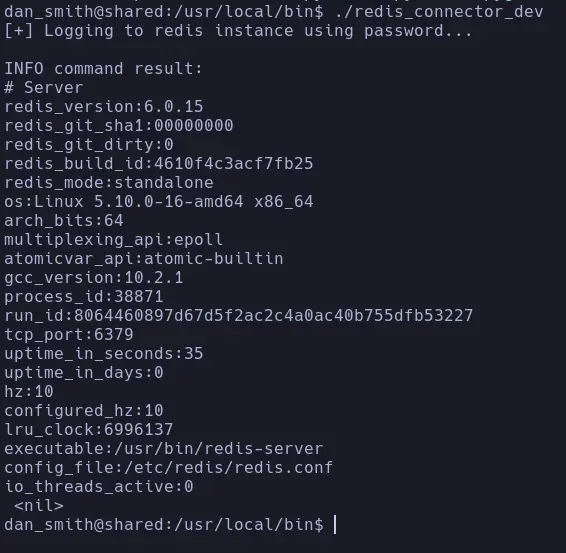 dan_smith@shared:/usr/local/bin$ ./redis_connector_dev
[+] Logging to redis instance using password...
INFO command result:
# Server
redis_version:6.0.15
redis_git_sha1:00000000
redis_git_dirty:0
redis_build_id:4610f4c3acf7fb25
redis_mode:standalone
os:Linux 5.10.0-16-amd64 x86_64
arch_bits:64
multiplexing_api:epoll
atomicvar_api:atomic-builtin
gcc_version:10.2.1
process_id:38871
run_id:8064460897d67d5f2ac2c4a0ac40b755dfb53227
tcp_port:6379
uptime_in_seconds:35
uptime_in_days:0
hz:10
configured_hz:10
lru_clock:6996137
executable:/usr/bin/redis-server
config_file:/etc/redis/redis.conf
io_threads_active:0
 <nil>
dan_smith@shared:/usr/local/bin$